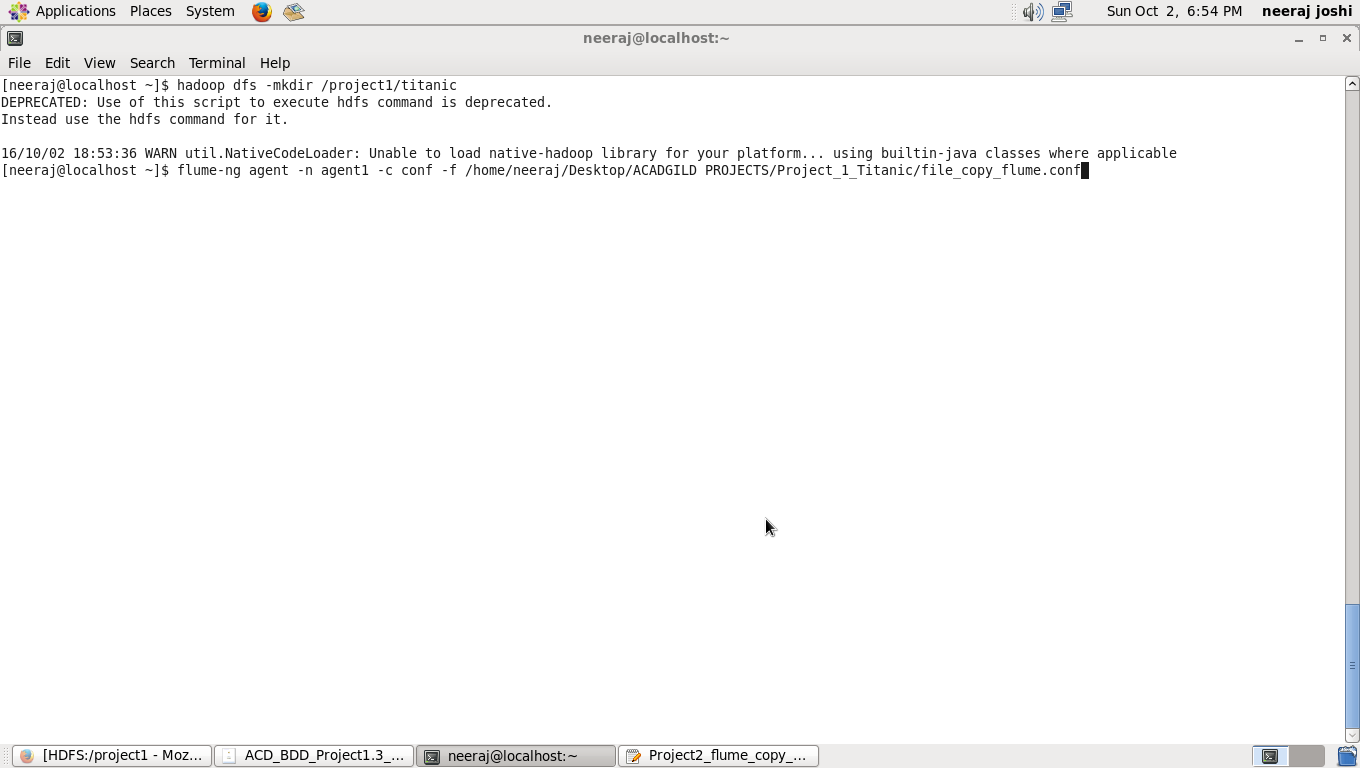 Applications Places System Sun Oct 2, 6:54 PM neeraj joshi
neeraj@localhost:~
File Edit View Search Terminal Help
[neeraj@localhost ~]$ hadoop dfs -mkdir /project1/titanic
DEPRECATED: Use of this script to execute hdfs command is deprecated.
Instead use the hdfs command for it.
16/10/02 18:53:36 WARN util.NativeCodeLoader: Unable to load native-hadoop library for your platform... using builtin-java classes where applicable
[neeraj@localhost ~]$ flume-ng agent -n agent1 -c conf -f /home/neeraj/Desktop/ACADGILD PROJECTS/Project_1_Titanic/file_copy_flume.conf
[HDFS:/project1 - Moz... ACD_BDD_Project1.3_... neeraj@localhost:~ Project2_flume_copy_...